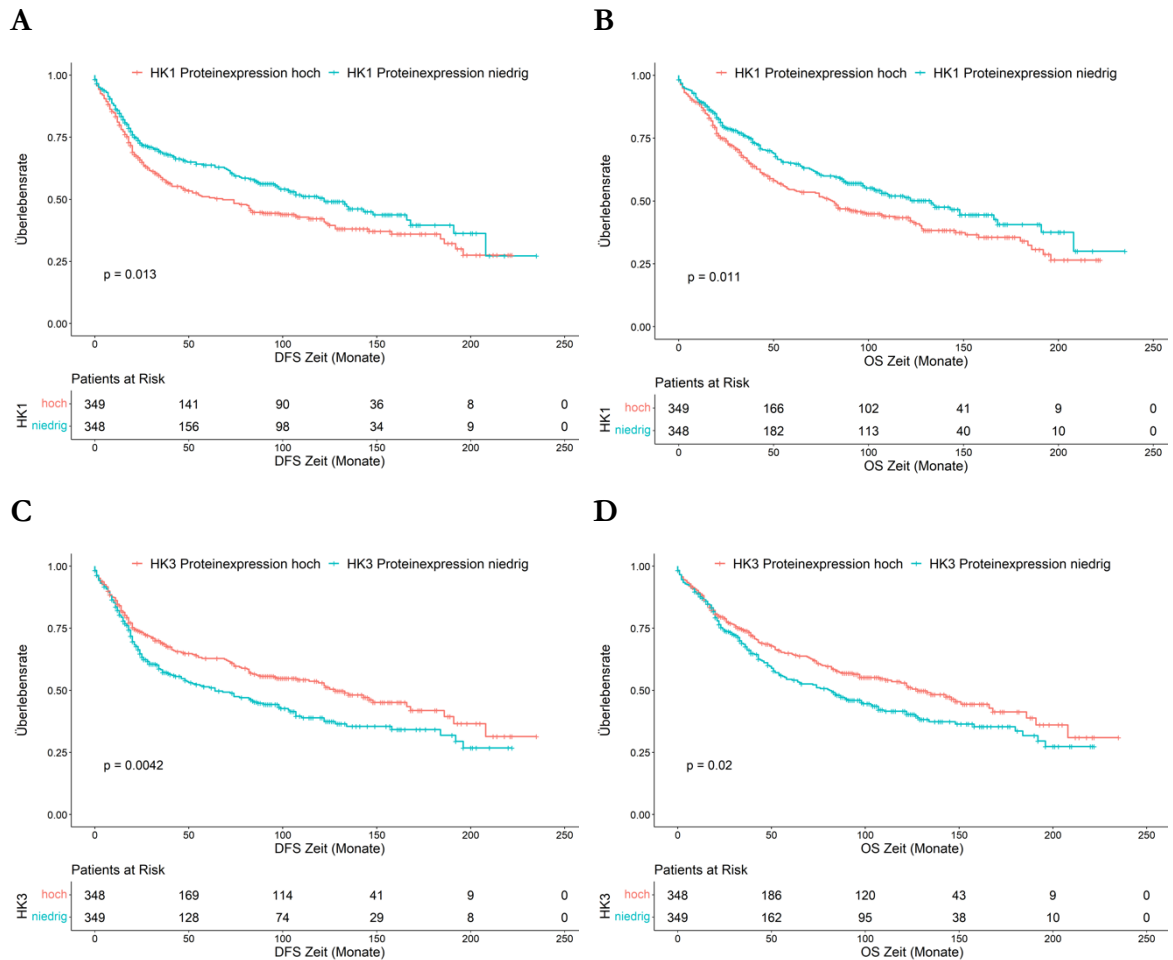 A
HK1 Proteinexpression hoch HK1 Proteinexpression niedrig
1.00
0.75
0.50
0.25
0.00
Überlebensrate
p = 0.013
0 50 100 150 200 250
DFS Zeit (Monate)
Patients at Risk
HK1
hoch 349 141 90 36 8 0
niedrig 348 156 98 34 9 0
0 50 100 150 200 250
DFS Zeit (Monate)
B
HK1 Proteinexpression hoch HK1 Proteinexpression niedrig
1.00
0.75
0.50
0.25
0.00
Überlebensrate
p = 0.011
0 50 100 150 200 250
OS Zeit (Monate)
Patients at Risk
HK1
hoch 349 166 102 41 9 0
niedrig 348 182 113 40 10 0
0 50 100 150 200 250
OS Zeit (Monate)
C
HK3 Proteinexpression hoch HK3 Proteinexpression niedrig
1.00
0.75
0.50
0.25
0.00
Überlebensrate
p = 0.0042
0 50 100 150 200 250
DFS Zeit (Monate)
Patients at Risk
HK3
hoch 348 169 114 41 9 0
niedrig 349 128 74 29 8 0
0 50 100 150 200 250
DFS Zeit (Monate)
D
HK3 Proteinexpression hoch HK3 Proteinexpression niedrig
1.00
0.75
0.50
0.25
0.00
Überlebensrate
p = 0.02
0 50 100 150 200 250
OS Zeit (Monate)
Patients at Risk
HK3
hoch 348 186 120 43 9 0
niedrig 349 162 95 38 10 0
0 50 100 150 200 250
OS Zeit (Monate)